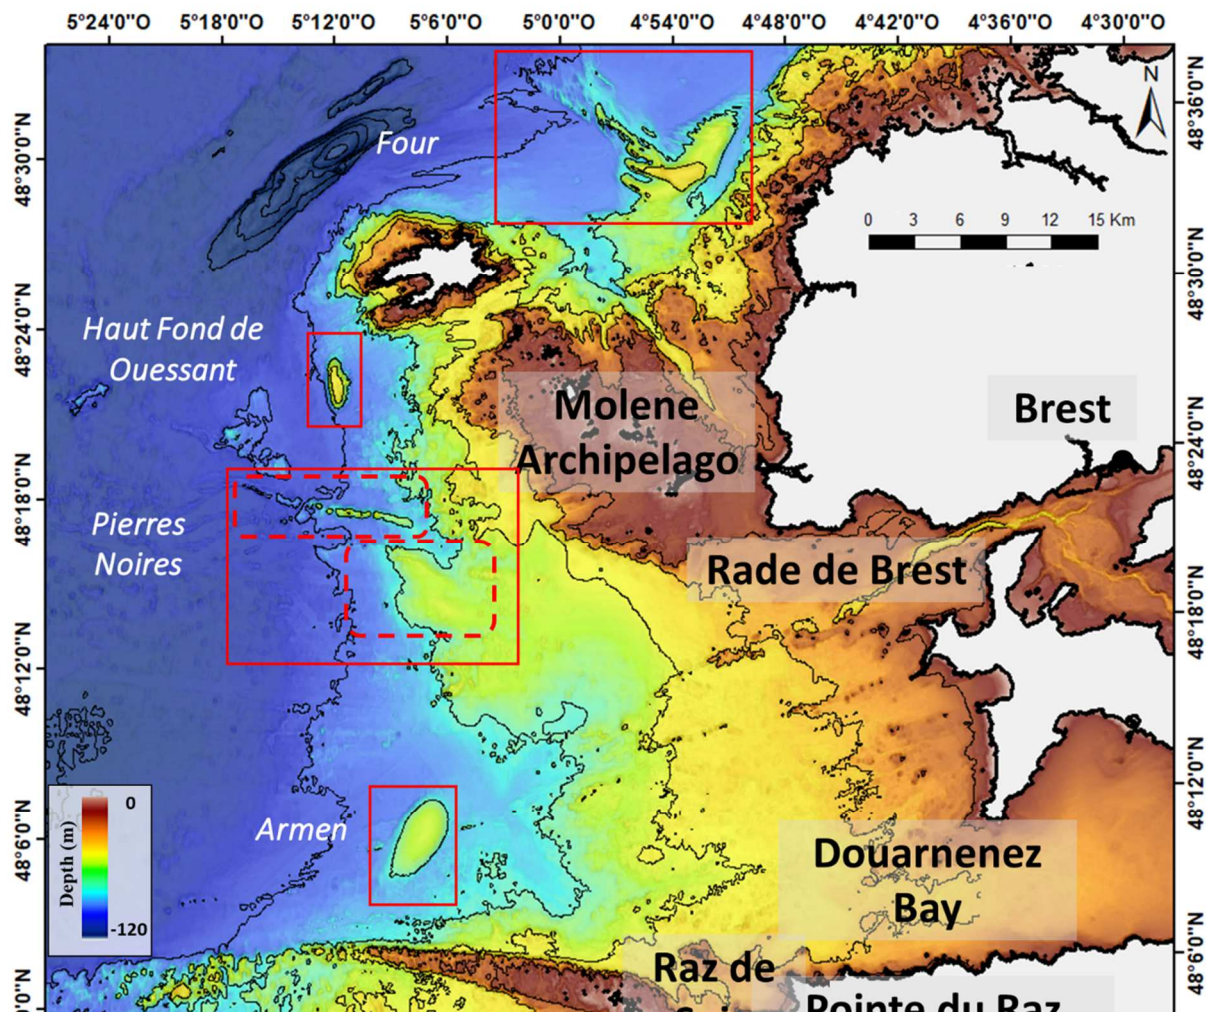 5°24'0"O 5°18'0"O 5°12'0"O 5°6'0"O 5°0'0"O 4°54'0"O 4°48'0"O 4°42'0"O 4°36'0"O 4°30'0"O
N
48°36'0"N
48°30'0"N
Four
0 3 6 9 12 15 Km
48°30'0"N
48°24'0"N
Haut Fond de
Ouessant
Molene
Archipelago
Brest
48°24'0"N
48°18'0"N
Pierres
Noires
Rade de Brest
48°18'0"N
48°12'0"N
48°12'0"N
0
Depth (m)
-120
Armen
48°6'0"N
Douarnenez
Bay
48°6'0"N
Raz de
Pointe du Raz